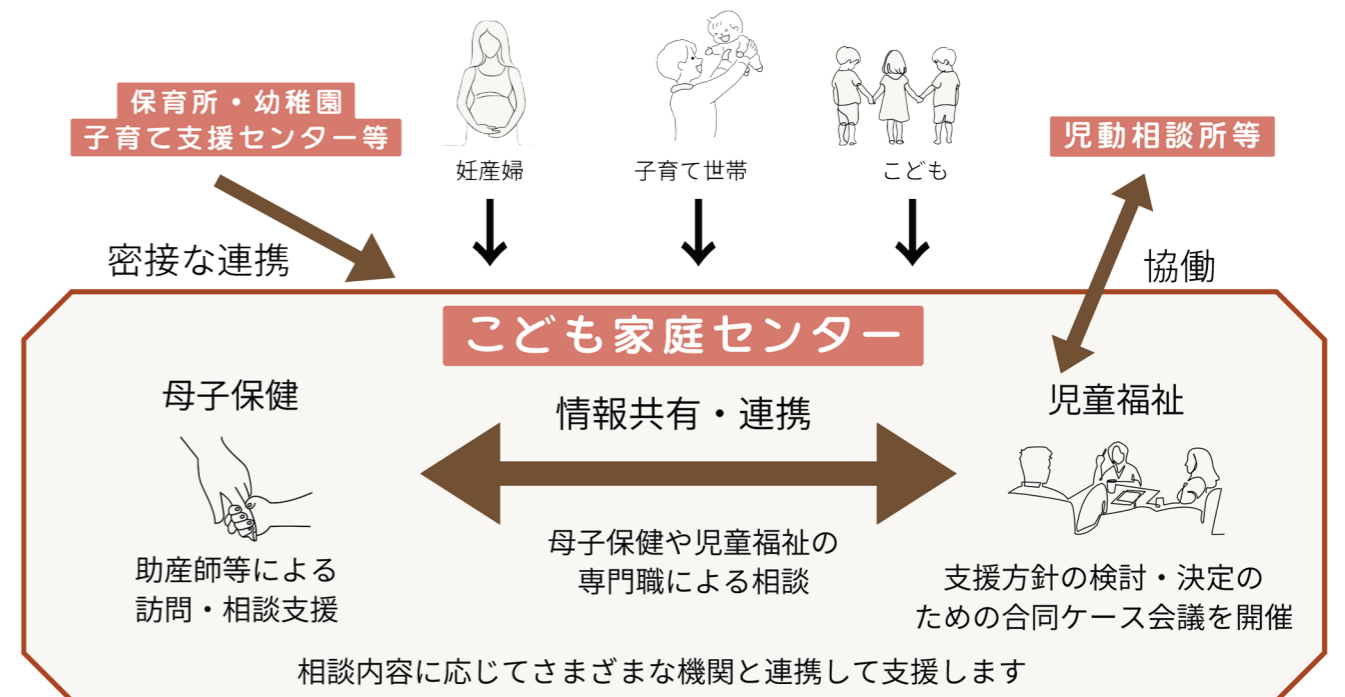 保育所・幼稚園
子育て支援センター等
妊産婦
子育て世帯
こども
児動相談所等
密接な連携
協働
こども家庭センター
母子保健
情報共有・連携
児童福祉
母子保健や児童福祉の
専門職による相談
助産師等による
訪問・相談支援
支援方針の検討・決定の
ための合同ケース会議を開催
相談内容に応じてさまざまな機関と連携して支援します